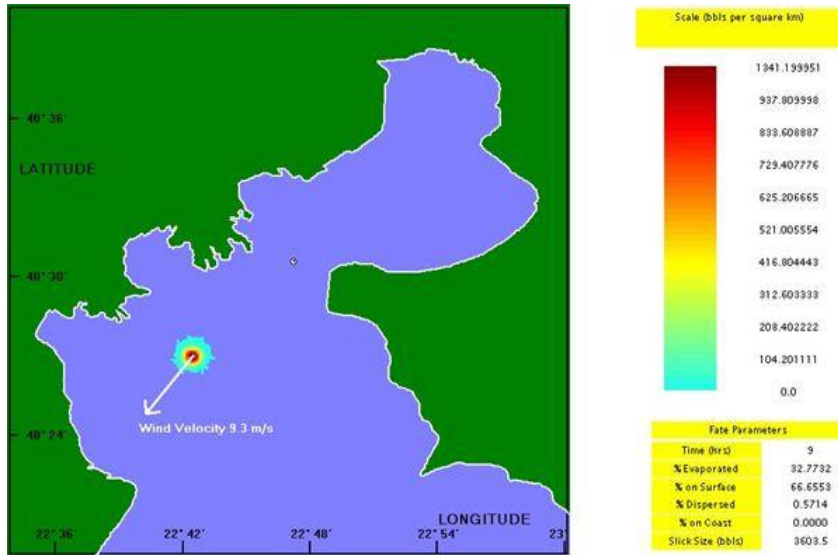 40° 36'
LATITUDE
40° 30'
Wind Velocity 9.3 m/s
40° 24'
LONGITUDE
22° 36' 22° 42' 22° 48' 22° 54' 23°
Scale (bbls per square km)
1341.199951
937.809998
833.608887
729.407776
625.206665
521.005554
416.804443
312.603333
208.402222
104.201111
0.0
Fate Parameters
Time (hrs) 9
% Evaporated 32.7732
% on Surface 66.6553
% Dispersed 0.5714
% on Coast 0.0000
Slick Size (bbls) 3603.5